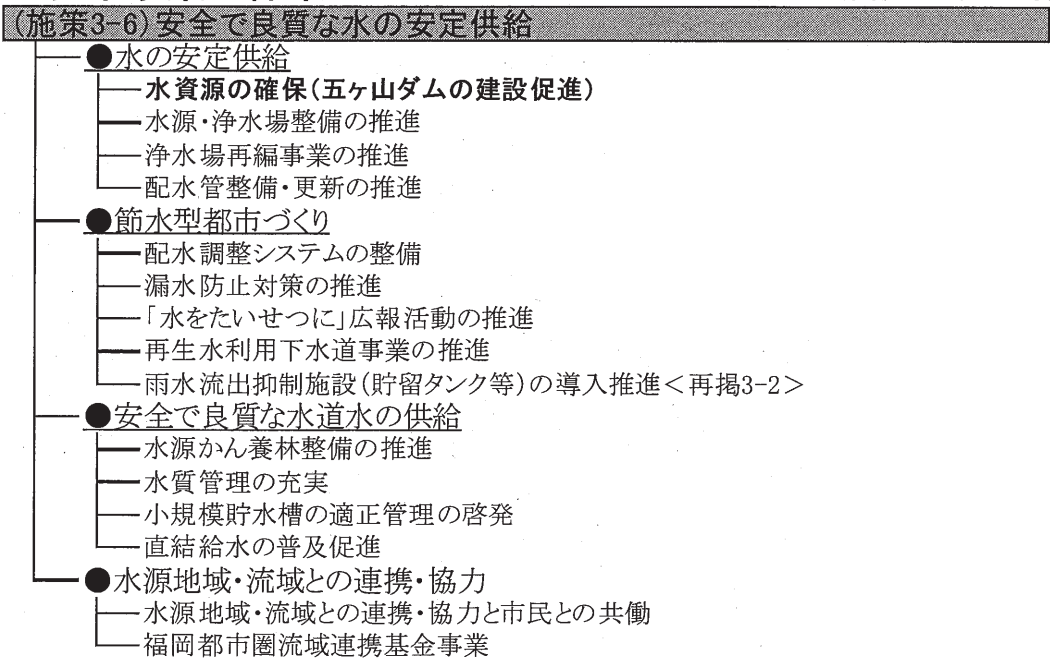 (施策3-6)安全で良質な水の安定供給
●水の安定供給
水資源の確保(五ヶ山ダムの建設促進)
水源・浄水場整備の推進
浄水場再編事業の推進
配水管整備・更新の推進
●節水型都市づくり
配水調整システムの整備
漏水防止対策の推進
「水をたいせつに」広報活動の推進
再生水利用下水道事業の推進
雨水流出抑制施設(貯留タンク等)の導入推進<再掲3-2>
●安全で良質な水道水の供給
水源かん養林整備の推進
水質管理の充実
小規模貯水槽の適正管理の啓発
直結給水の普及促進
●水源地域・流域との連携・協力
水源地域・流域との連携・協力と市民との共働
福岡都市圏流域連携基金事業